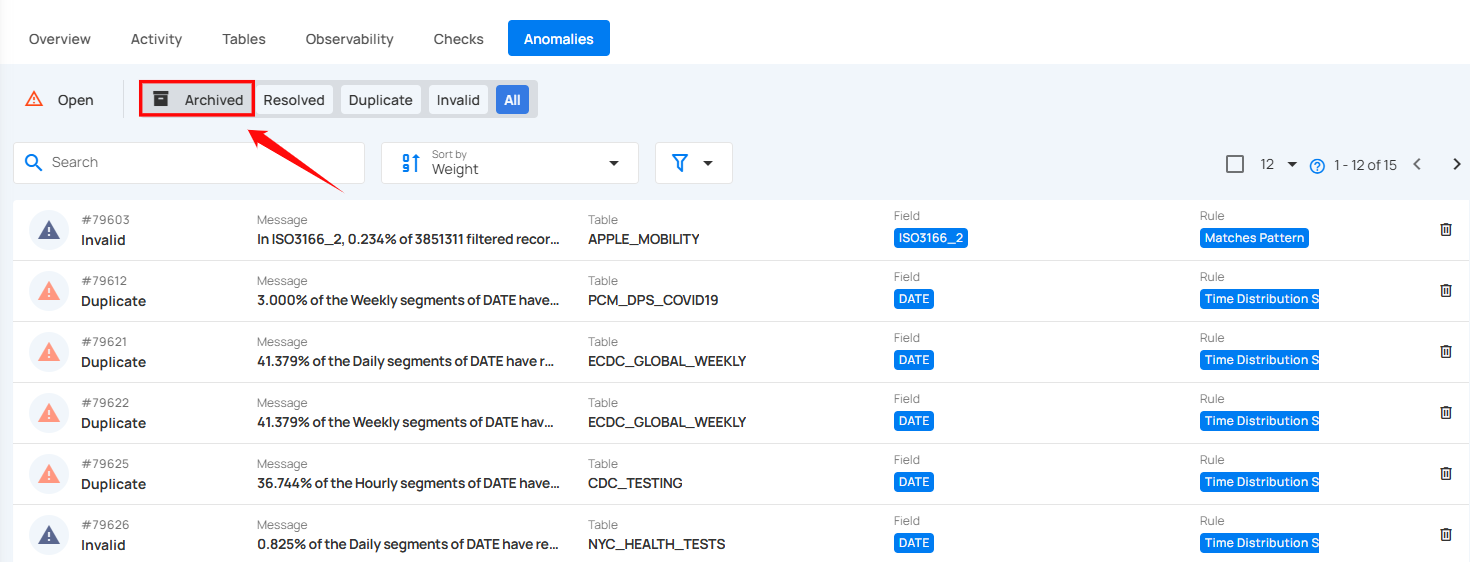 Overview Activity Tables Observability Checks Anomalies
Open Archived Resolved Duplicate Invalid All
Search Sort by Weight 12 1 - 12 of 15
#79603 Message Table Field Rule
Invalid In ISO3166_2, 0.234% of 3851311 filtered recor... APPLE_MOBILITY ISO3166_2 Matches Pattern
#79612 Message Table Field Rule
Duplicate 3.000% of the Weekly segments of DATE have... PCM_DPS_COVID19 DATE Time Distribution S
#79621 Message Table Field Rule
Duplicate 41.379% of the Daily segments of DATE have r... ECDC_GLOBAL_WEEKLY DATE Time Distribution S
#79622 Message Table Field Rule
Duplicate 41.379% of the Weekly segments of DATE hav... ECDC_GLOBAL_WEEKLY DATE Time Distribution S
#79625 Message Table Field Rule
Duplicate 36.744% of the Hourly segments of DATE have... CDC_TESTING DATE Time Distribution S
#79626 Message Table Field Rule
Invalid 0.825% of the Daily segments of DATE have re... NYC_HEALTH_TESTS DATE Time Distribution S